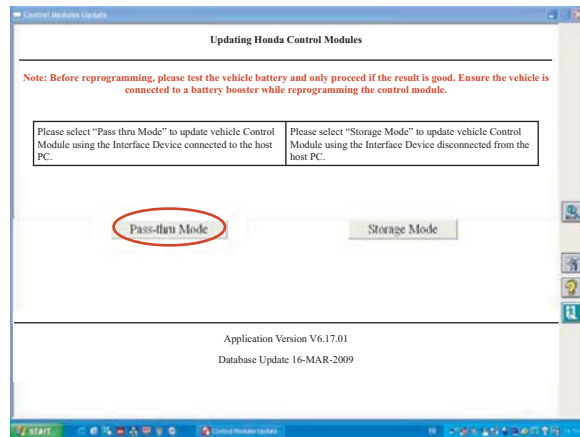 Control Modules Update
Updating Honda Control Modules
Note: Before reprogramming, please test the vehicle battery and only proceed if the result is good. Ensure the vehicle is
connected to a battery booster while reprogramming the control module.
Please select “Pass thru Mode” to update vehicle Control
Module using the Interface Device connected to the host
PC.
Please select “Storage Mode” to update vehicle Control
Module using the Interface Device disconnected from the
host PC.
Pass-thru Mode
Storage Mode
Application Version V6.17.01
Database Update 16-MAR-2009
start
Control Modules Update